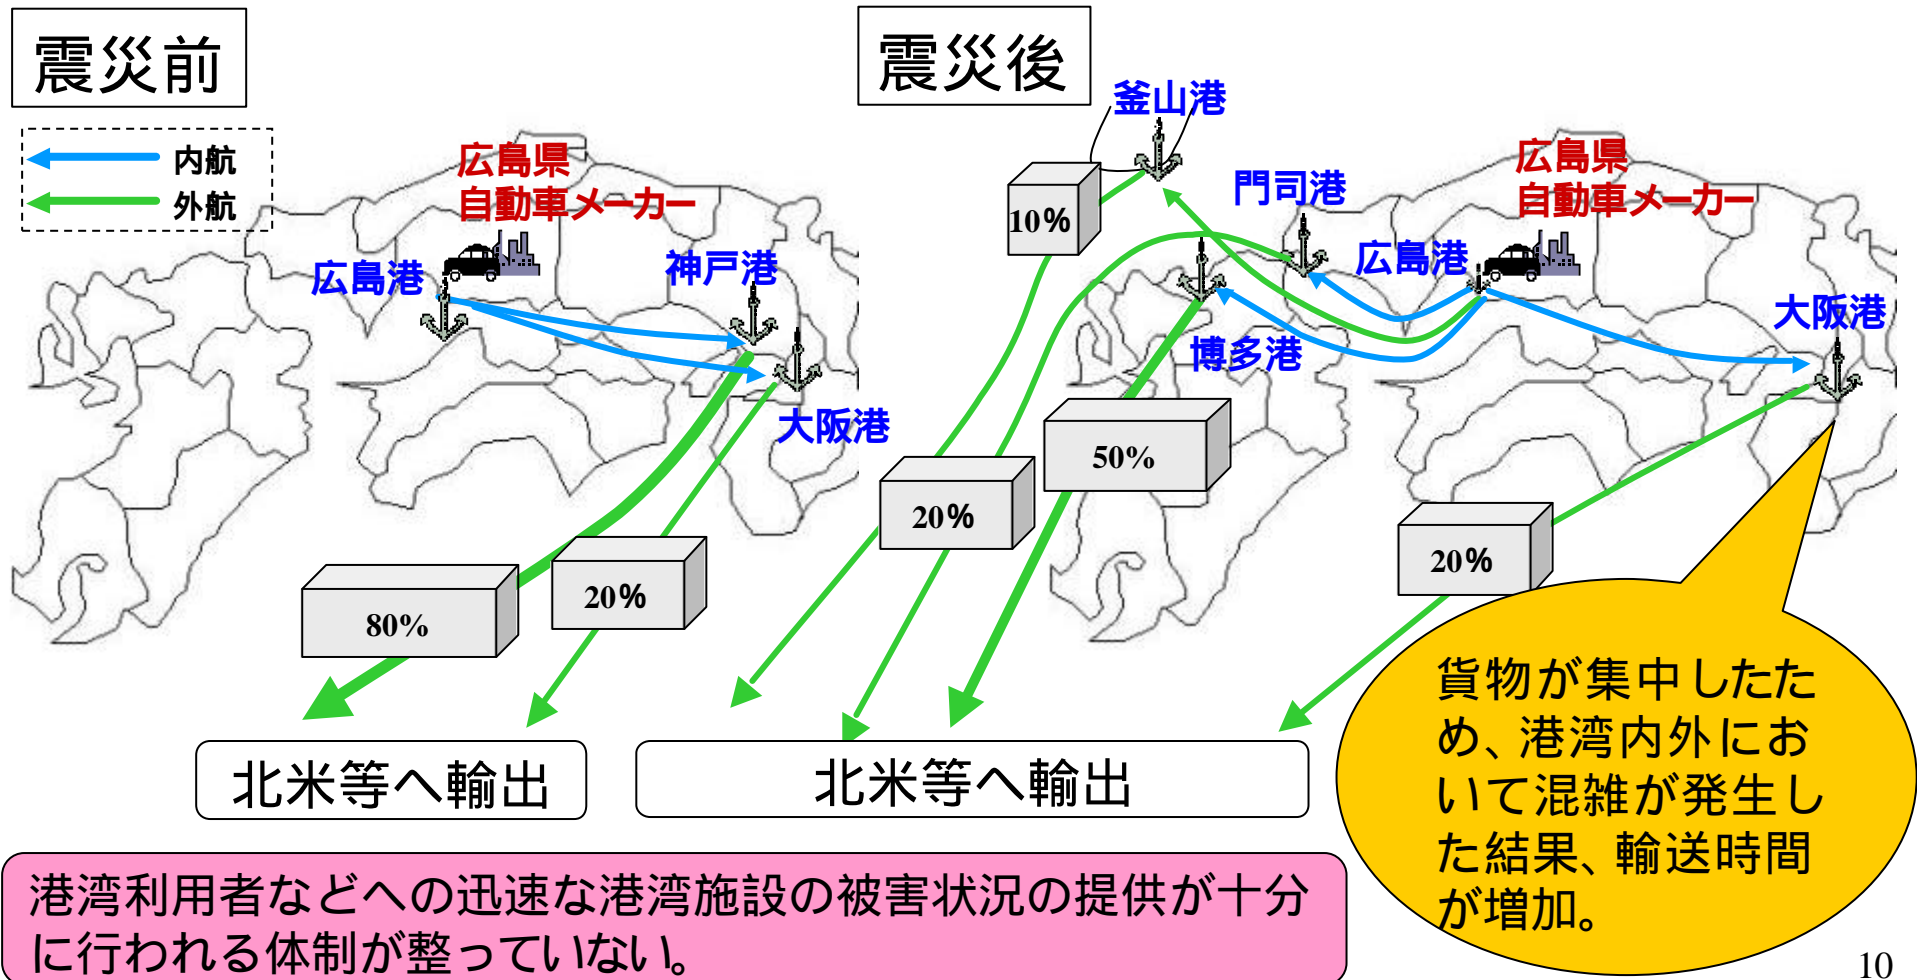 震災前
内航
外航
広島県
自動車メーカー
広島港
神戸港
大阪港
80%
20%
北米等へ輸出
震災後
釜山港
10%
門司港
広島県
自動車メーカー
広島港
博多港
大阪港
50%
20%
20%
北米等へ輸出
貨物が集中したた
め、港湾内外にお
いて混雑が発生し
た結果、輸送時間
が増加。
港湾利用者などへの迅速な港湾施設の被害状況の提供が十分
に行われる体制が整っていない。
10